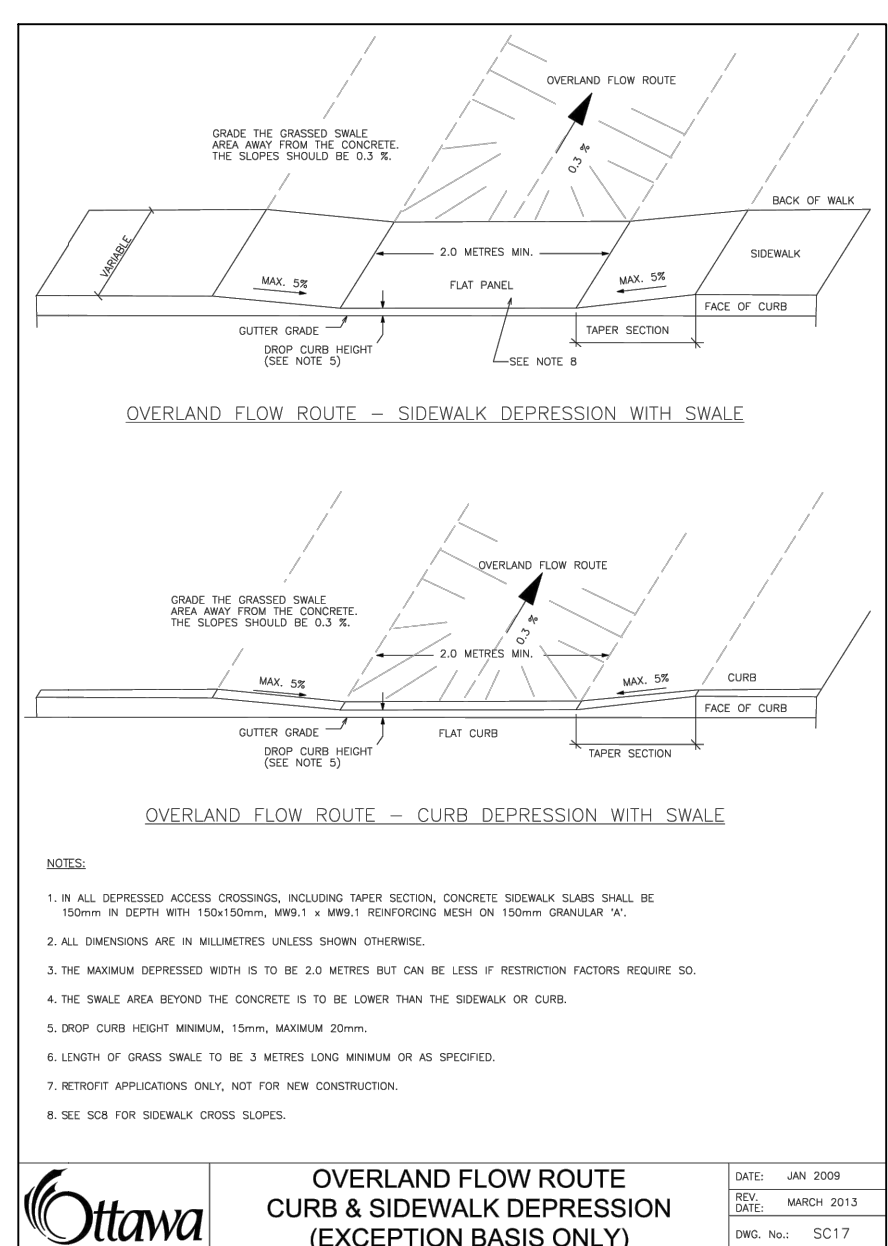 OVERLAND FLOW ROUTE
GRADE THE GRASSED SWALE
AREA AWAY FROM THE CONCRETE.
THE SLOPES SHOULD BE 0.3 %.
0.3 %
BACK OF WALK
VARIABLE
2.0 METRES MIN.
SIDEWALK
MAX. 5%
FLAT PANEL
MAX. 5%
FACE OF CURB
GUTTER GRADE
TAPER SECTION
DROP CURB HEIGHT
(SEE NOTE 5)
SEE NOTE 8
OVERLAND FLOW ROUTE – SIDEWALK DEPRESSION WITH SWALE
OVERLAND FLOW ROUTE
GRADE THE GRASSED SWALE
AREA AWAY FROM THE CONCRETE.
THE SLOPES SHOULD BE 0.3 %.
0.3 %
2.0 METRES MIN.
MAX. 5%
MAX. 5%
CURB
FACE OF CURB
GUTTER GRADE
FLAT CURB
DROP CURB HEIGHT
(SEE NOTE 5)
TAPER SECTION
OVERLAND FLOW ROUTE – CURB DEPRESSION WITH SWALE
NOTES:
1. IN ALL DEPRESSED ACCESS CROSSINGS, INCLUDING TAPER SECTION, CONCRETE SIDEWALK SLABS SHALL BE
150mm IN DEPTH WITH 150x150mm, MW9.1 x MW9.1 REINFORCING MESH ON 150mm GRANULAR 'A'.
2. ALL DIMENSIONS ARE IN MILLIMETRES UNLESS SHOWN OTHERWISE.
3. THE MAXIMUM DEPRESSED WIDTH IS TO BE 2.0 METRES BUT CAN BE LESS IF RESTRICTION FACTORS REQUIRE SO.
4. THE SWALE AREA BEYOND THE CONCRETE IS TO BE LOWER THAN THE SIDEWALK OR CURB.
5. DROP CURB HEIGHT MINIMUM, 15mm, MAXIMUM 20mm.
6. LENGTH OF GRASS SWALE TO BE 3 METRES LONG MINIMUM OR AS SPECIFIED.
7. RETROFIT APPLICATIONS ONLY, NOT FOR NEW CONSTRUCTION.
8. SEE SC8 FOR SIDEWALK CROSS SLOPES.
Ottawa
OVERLAND FLOW ROUTE
CURB & SIDEWALK DEPRESSION
(EXCEPTION BASIS ONLY)
DATE: JAN 2009
REV. DATE: MARCH 2013
DWG. No.: SC17